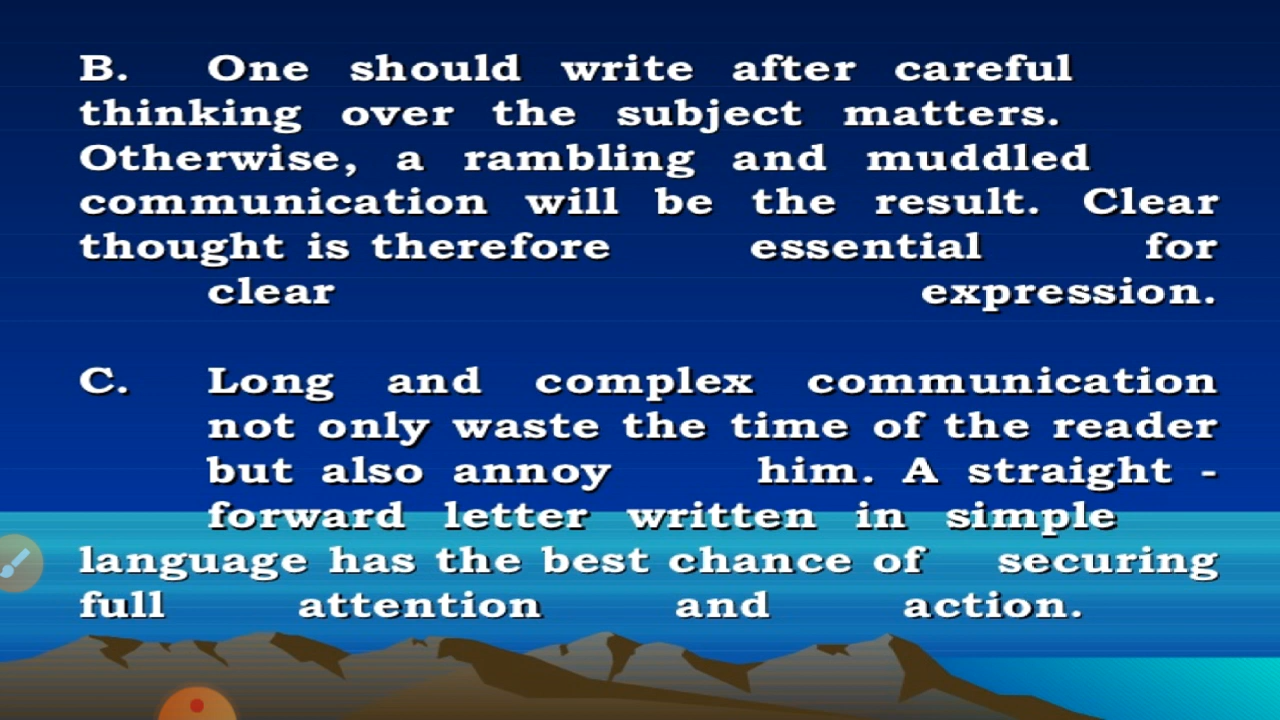 B. One should write after careful
thinking over the subject matters.
Otherwise, a rambling and muddled
communication will be the result. Clear
thought is therefore essential for
clear expression.
C. Long and complex communication
not only waste the time of the reader
but also annoy him. A straight -
forward letter written in simple
language has the best chance of securing
full attention and action.